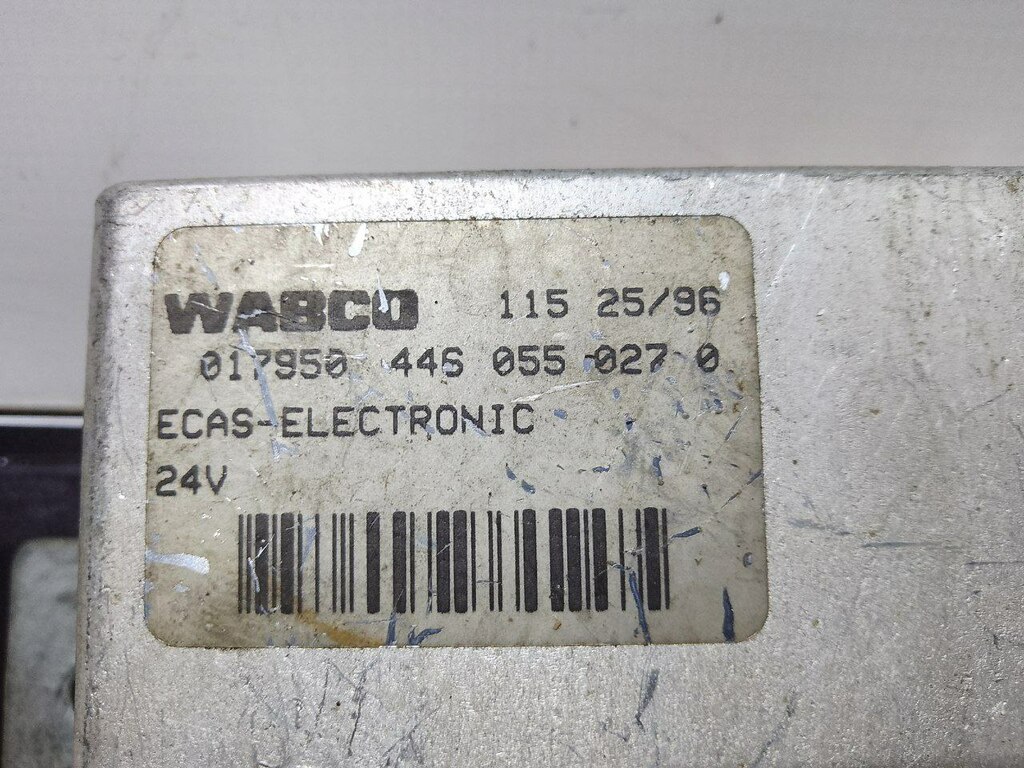 WABCO 115 25/96
017950 446 055 027 0
ECAS-ELECTRONIC
24V